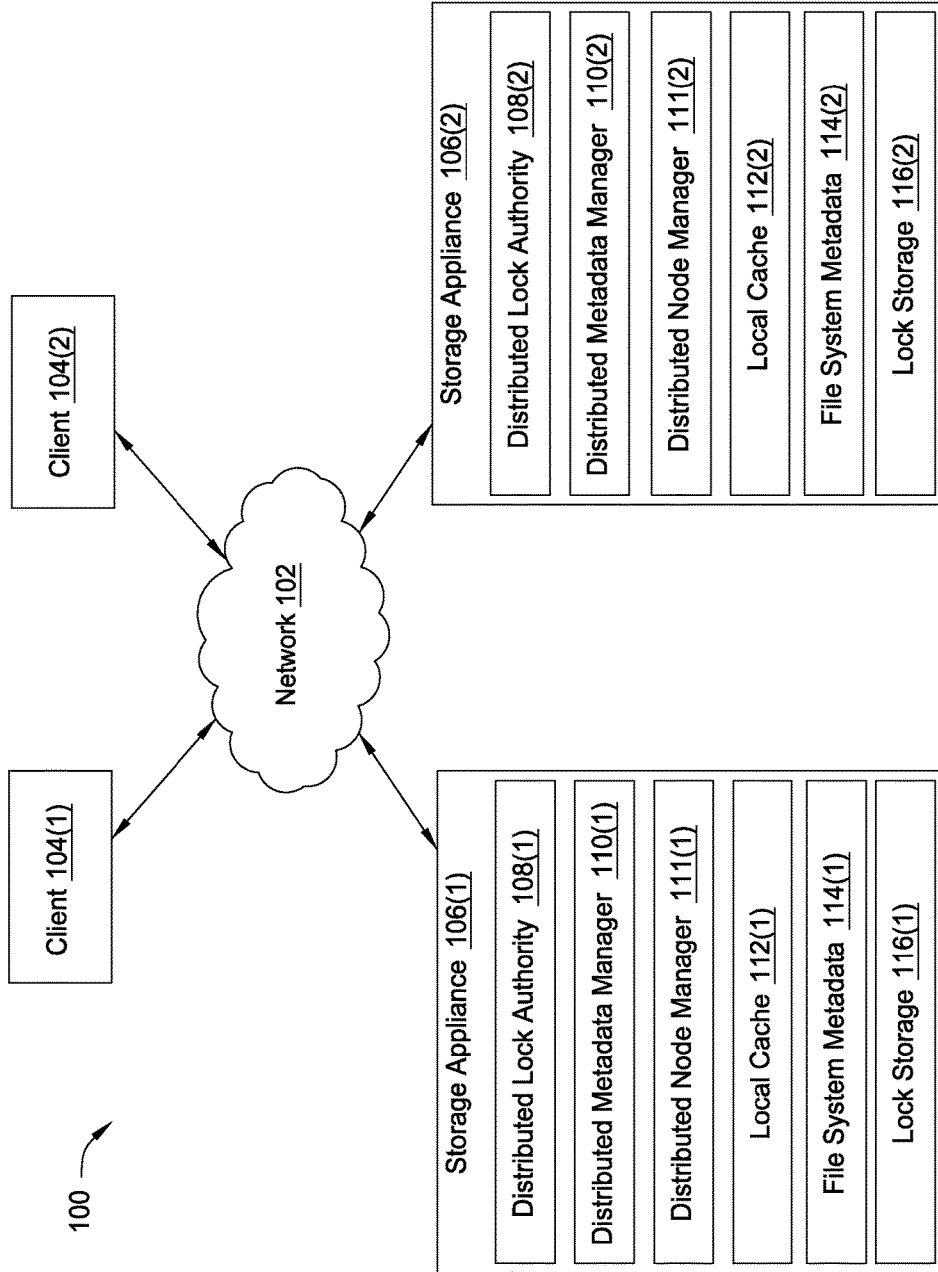 100
Client 104(1)
Client 104(2)
Network 102
Storage Appliance 106(1)
Distributed Lock Authority 108(1)
Distributed Metadata Manager 110(1)
Distributed Node Manager 111(1)
Local Cache 112(1)
File System Metadata 114(1)
Lock Storage 116(1)
Storage Appliance 106(2)
Distributed Lock Authority 108(2)
Distributed Metadata Manager 110(2)
Distributed Node Manager 111(2)
Local Cache 112(2)
File System Metadata 114(2)
Lock Storage 116(2)